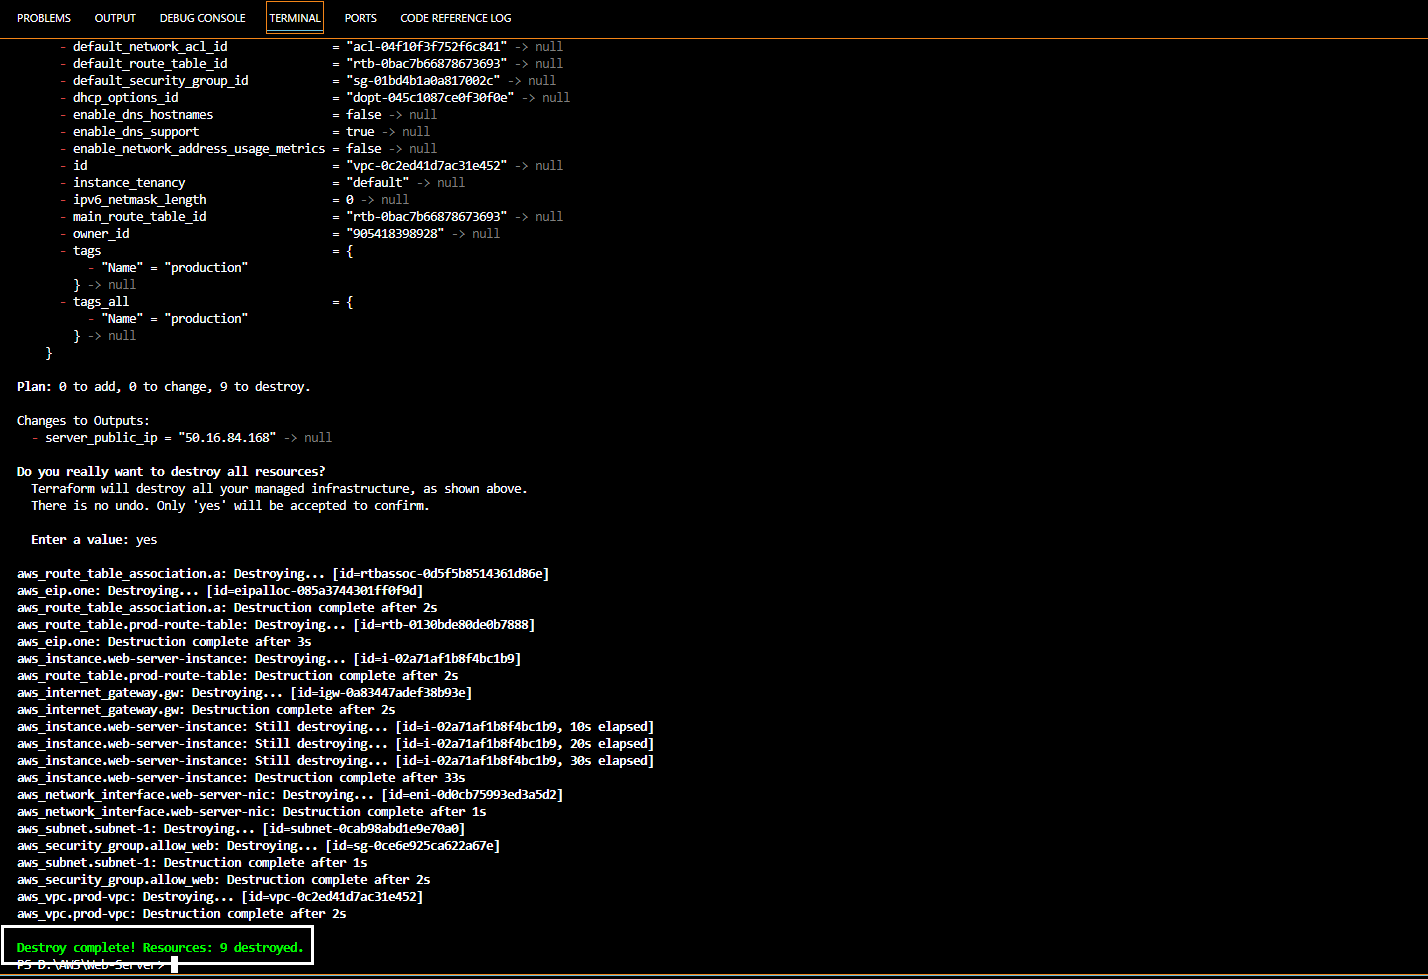 PROBLEMS OUTPUT DEBUG CONSOLE TERMINAL PORTS CODE REFERENCE LOG
- default_network_acl_id = "acl-04f10f3f752f6c841" -> null
- default_route_table_id = "rtb-0bac7b66878673693" -> null
- default_security_group_id = "sg-01bd4b1a0a817002c" -> null
- dhcp_options_id = "dopt-045c1087ce0f30f0e" -> null
- enable_dns_hostnames = false -> null
- enable_dns_support = true -> null
- enable_network_address_usage_metrics = false -> null
- id = "vpc-0c2ed41d7ac31e452" -> null
- instance_tenancy = "default" -> null
- ipv6_netmask_length = 0 -> null
- main_route_table_id = "rtb-0bac7b66878673693" -> null
- owner_id = "905418398928" -> null
- tags = {
- "Name" = "production"
} -> null
- tags_all = {
- "Name" = "production"
} -> null
}
Plan: 0 to add, 0 to change, 9 to destroy.
Changes to Outputs:
- server_public_ip = "50.16.84.168" -> null
Do you really want to destroy all resources?
Terraform will destroy all your managed infrastructure, as shown above.
There is no undo. Only 'yes' will be accepted to confirm.
Enter a value: yes
aws_route_table_association.a: Destroying... [id=rtbassoc-0d5f5b8514361d86e]
aws_eip.one: Destroying... [id=eipalloc-085a3744301ff0f9d]
aws_route_table_association.a: Destruction complete after 2s
aws_route_table.prod-route-table: Destroying... [id=rtb-0130bde80de0b7888]
aws_eip.one: Destruction complete after 3s
aws_instance.web-server-instance: Destroying... [id=i-02a71af1b8f4bc1b9]
aws_route_table.prod-route-table: Destruction complete after 2s
aws_internet_gateway.gw: Destroying... [id=igw-0a83447adef38b93e]
aws_internet_gateway.gw: Destruction complete after 2s
aws_instance.web-server-instance: Still destroying... [id=i-02a71af1b8f4bc1b9, 10s elapsed]
aws_instance.web-server-instance: Still destroying... [id=i-02a71af1b8f4bc1b9, 20s elapsed]
aws_instance.web-server-instance: Still destroying... [id=i-02a71af1b8f4bc1b9, 30s elapsed]
aws_instance.web-server-instance: Destruction complete after 33s
aws_network_interface.web-server-nic: Destroying... [id=eni-0d0cb75993ed3a5d2]
aws_network_interface.web-server-nic: Destruction complete after 1s
aws_subnet.subnet-1: Destroying... [id=subnet-0cab98abd1e9e70a0]
aws_security_group.allow_web: Destroying... [id=sg-0ce6e925ca622a67e]
aws_subnet.subnet-1: Destruction complete after 1s
aws_security_group.allow_web: Destruction complete after 2s
aws_vpc.prod-vpc: Destroying... [id=vpc-0c2ed41d7ac31e452]
aws_vpc.prod-vpc: Destruction complete after 2s
Destroy complete! Resources: 9 destroyed.
PS D:\AWS\Web-Server>